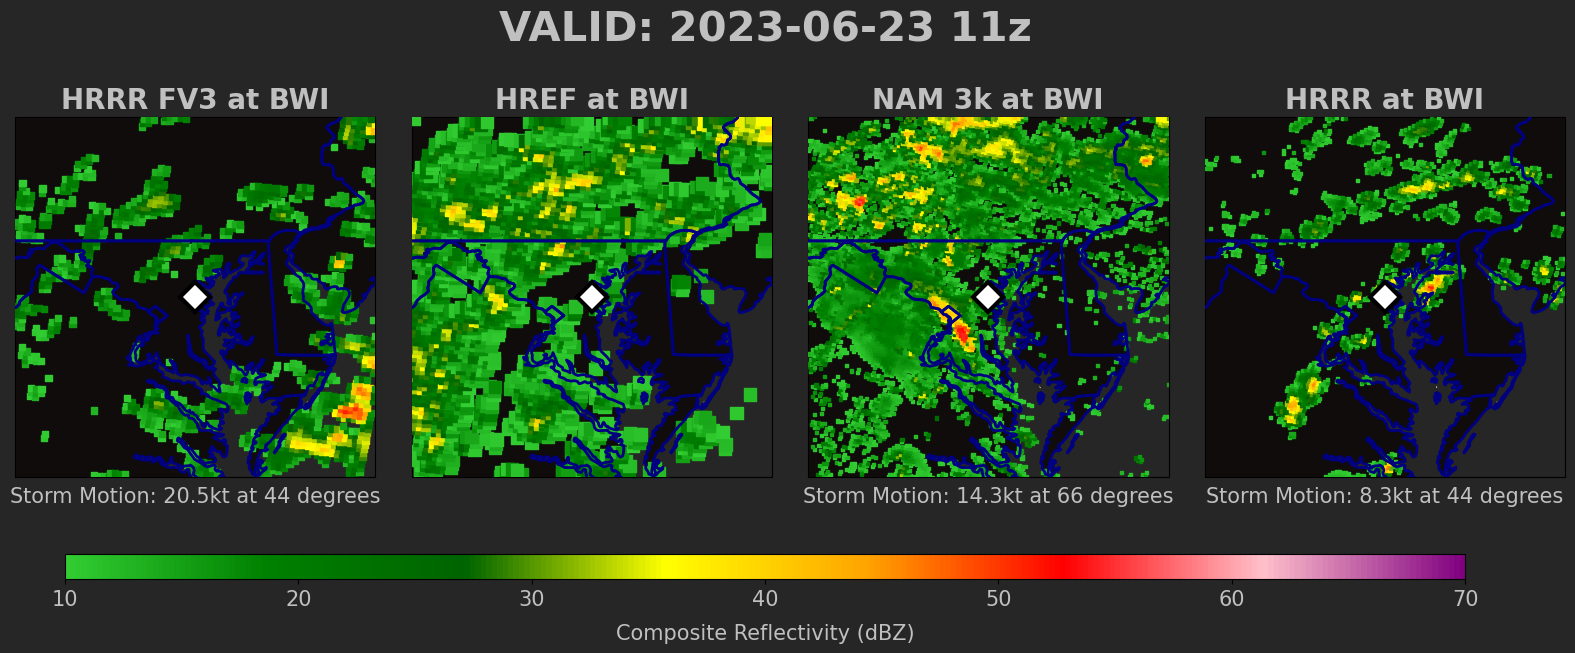 VALID: 2023-06-23 11z
HRRR FV3 at BWI
HREF at BWI
NAM 3k at BWI
HRRR at BWI
Storm Motion: 20.5kt at 44 degrees
Storm Motion: 14.3kt at 66 degrees
Storm Motion: 8.3kt at 44 degrees
10 20 30 40 50 60 70
Composite Reflectivity (dBZ)